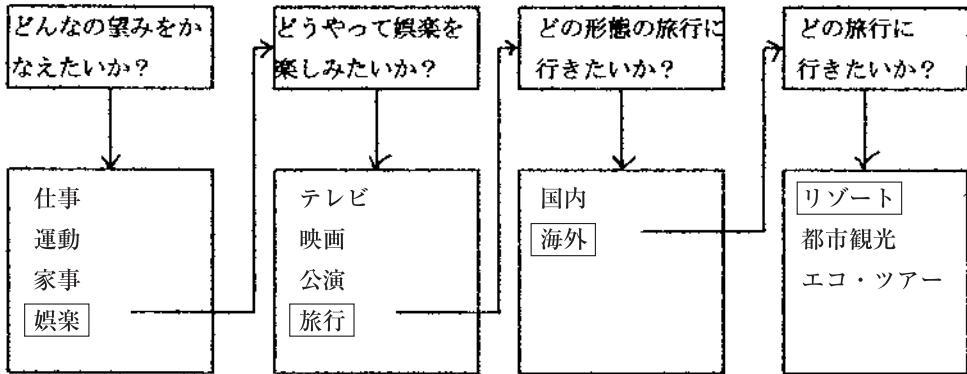 どんなの望みをか
なえたいか？
どうやって娯楽を
楽しみたいか？
どの形態の旅行に
行きたいか？
どの旅行に
行きたいか？
仕事
運動
家事
娯楽
テレビ
映画
公演
旅行
国内
海外
リゾート
都市観光
エコ・ツアー